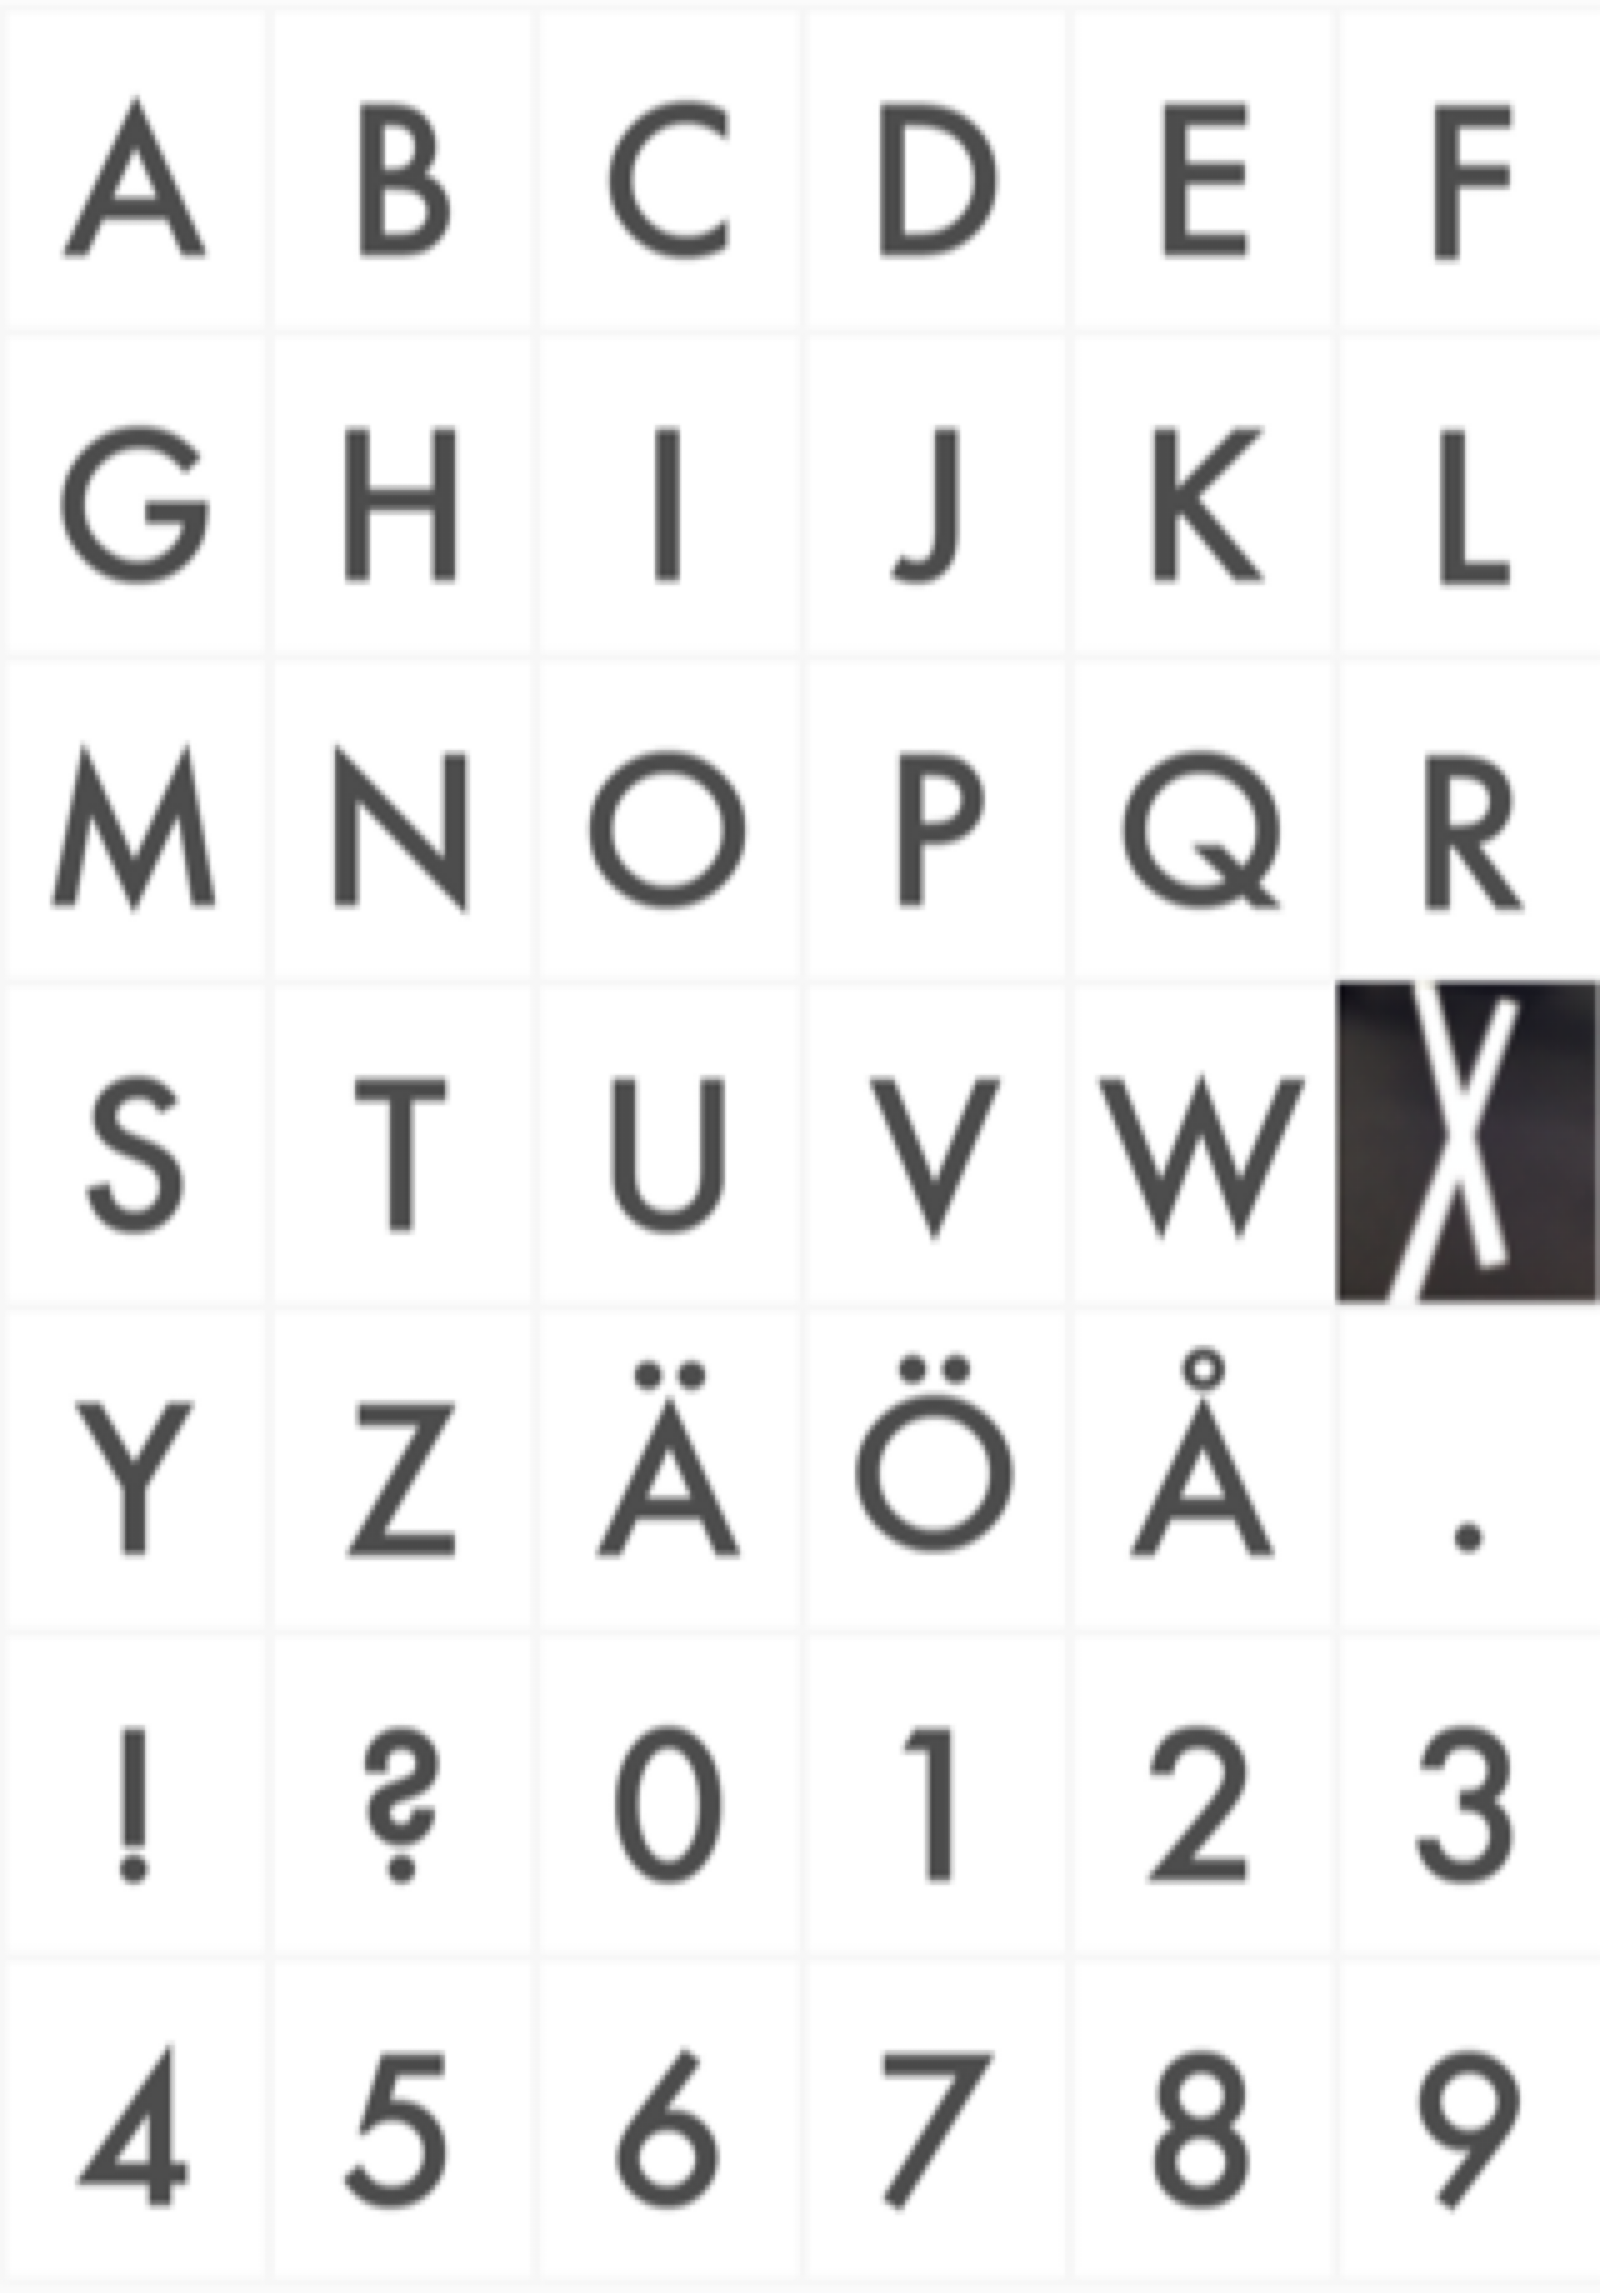 A B C D E F
G H I J K L
M N O P Q R
S T U V W X
Y Z Ä Ö Å .
! ? 0 1 2 3
4 5 6 7 8 9